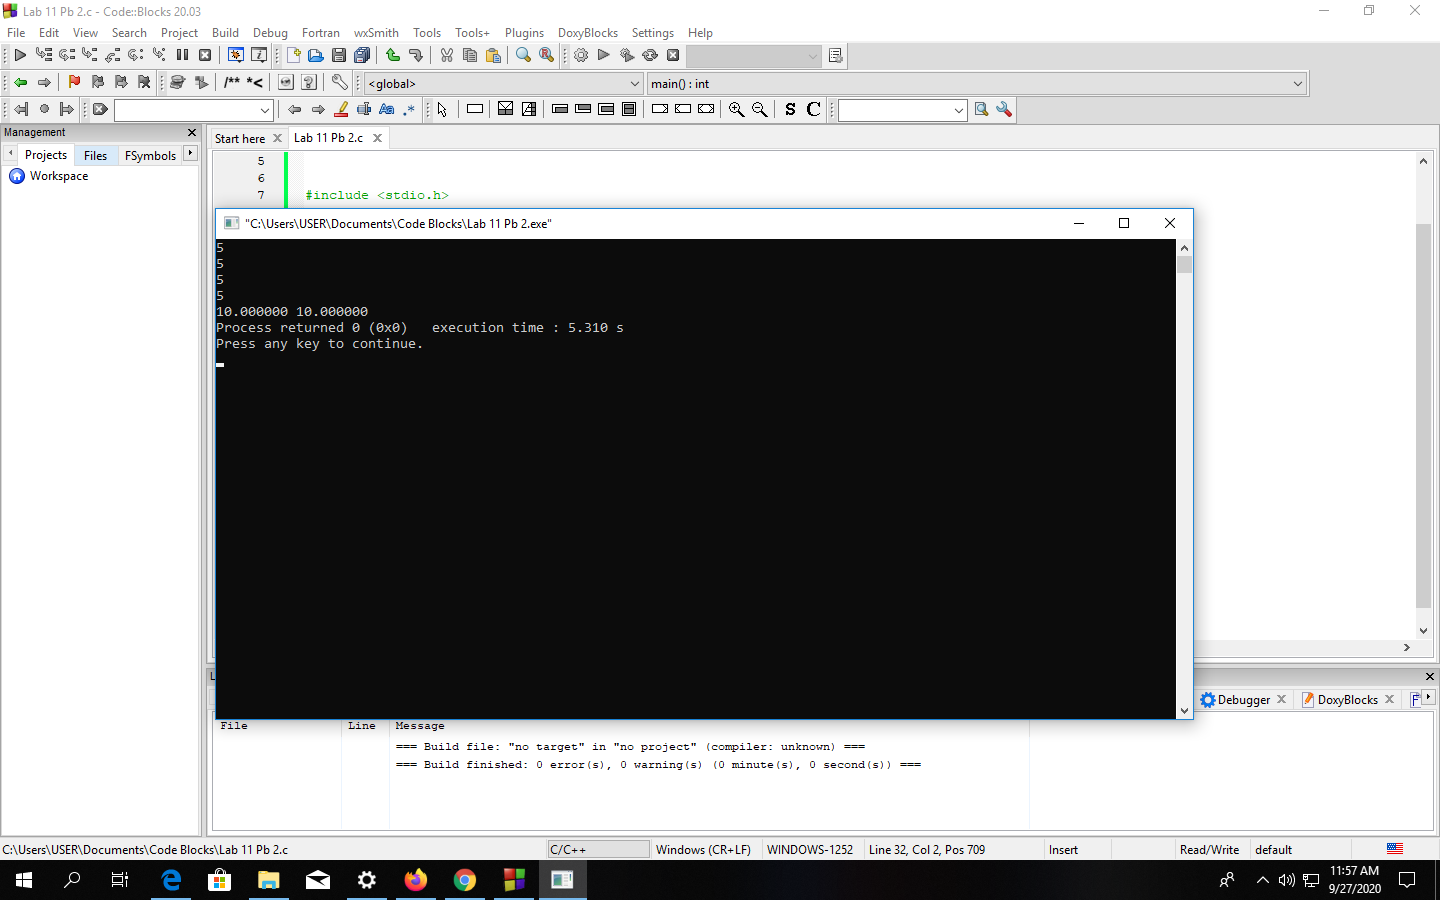 Lab 11 Pb 2.c - Code::Blocks 20.03
File Edit View Search Project Build Debug Fortran wxSmith Tools Tools+ Plugins DoxyBlocks Settings Help
/** *< <global> main() : int
Aa .* S C
Management
Projects Files FSymbols
Workspace
Start here Lab 11 Pb 2.c
5
6
7 #include <stdio.h>
"C:\Users\USER\Documents\Code Blocks\Lab 11 Pb 2.exe"
5
5
5
5
10.000000 10.000000
Process returned 0 (0x0)   execution time : 5.310 s
Press any key to continue.
Debugger DoxyBlocks F
File Line Message
=== Build file: "no target" in "no project" (compiler: unknown) ===
=== Build finished: 0 error(s), 0 warning(s) (0 minute(s), 0 second(s)) ===
C:\Users\USER\Documents\Code Blocks\Lab 11 Pb 2.c C/C++ Windows (CR+LF) WINDOWS-1252 Line 32, Col 2, Pos 709 Insert Read/Write default
11:57 AM
9/27/2020